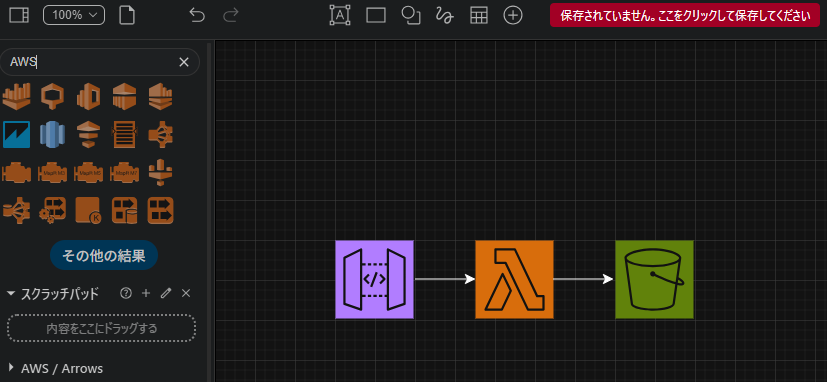 100%
保存されていません。ここをクリックして保存してください
AWS
その他の結果
スクラッチパッド
内容をここにドラッグする
AWS / Arrows